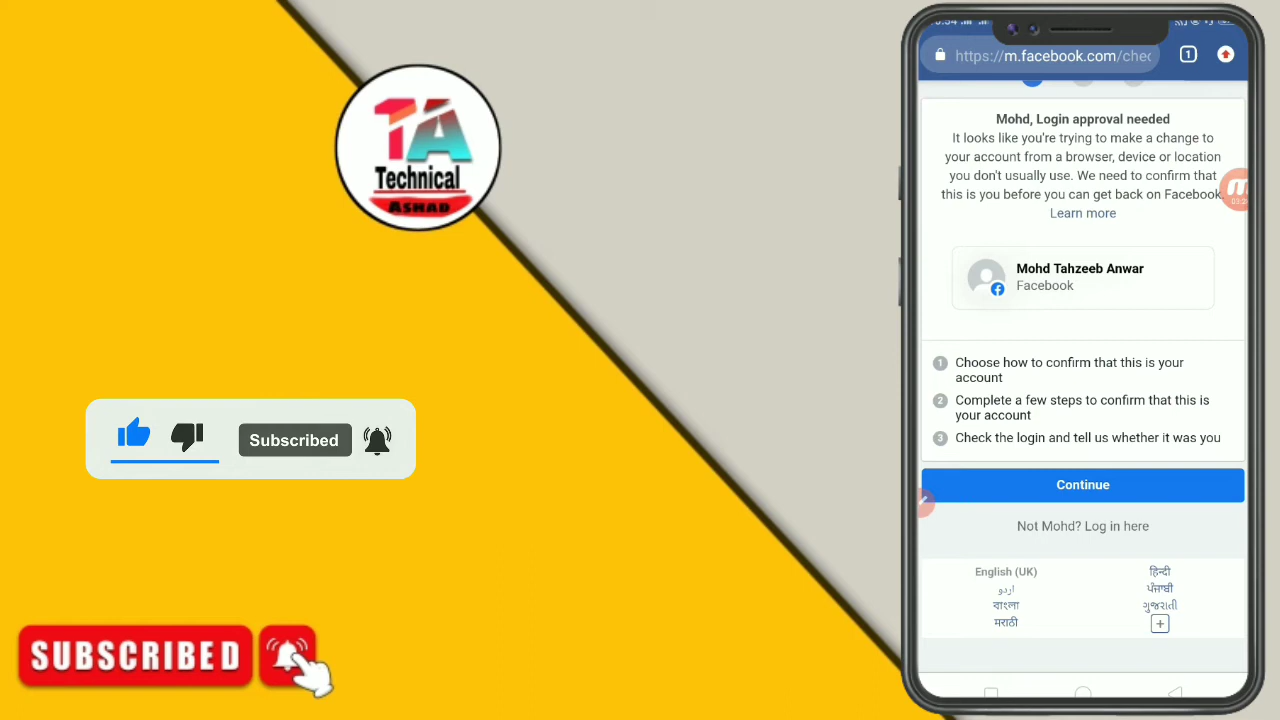 1A
Technical
ASHAD
Subscribed
SUBSCRIBED
https://m.facebook.com/chec
1
Mohd, Login approval needed
It looks like you're trying to make a change to
your account from a browser, device or location
you don't usually use. We need to confirm that
this is you before you can get back on Facebook.
Learn more
Mohd Tahzeeb Anwar
Facebook
1 Choose how to confirm that this is your
account
2 Complete a few steps to confirm that this is
your account
3 Check the login and tell us whether it was you
Continue
Not Mohd? Log in here
English (UK)
हिन्दी
اردو
ਪੰਜਾਬੀ
বাংলা
ગુજરાતી
मराठी
+